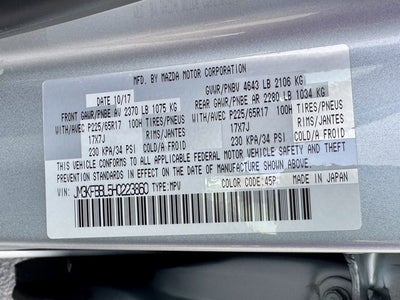 MFD. BY MAZDA MOTOR CORPORATION
10/17 GVWR/PNBV 4643 LB 2106 KG
FRONT GAWR/PNBE AV 2370 LB 1075 KG REAR GAWR/PNBE AR 2280 LB 1034 KG
WITH/AVEC P225/65R17 100H TIRES/PNEUS WITH/AVEC P225/65R17 100H TIRES/PNEUS
17X7J RIMS/JANTES 17X7J RIMS/JANTES
230 KPA/34 PSI COLD/A FROID 230 KPA/34 PSI COLD/A FROID
THIS VEHICLE CONFORMS TO ALL APPLICABLE FEDERAL MOTOR VEHICLE SAFETY AND THEFT
PREVENTION STANDARDS IN EFFECT ON THE DATE OF MANUFACTURE SHOWN ABOVE.
VIN: TYPE:MPV COLOR CODE:45P MADE IN JAPAN